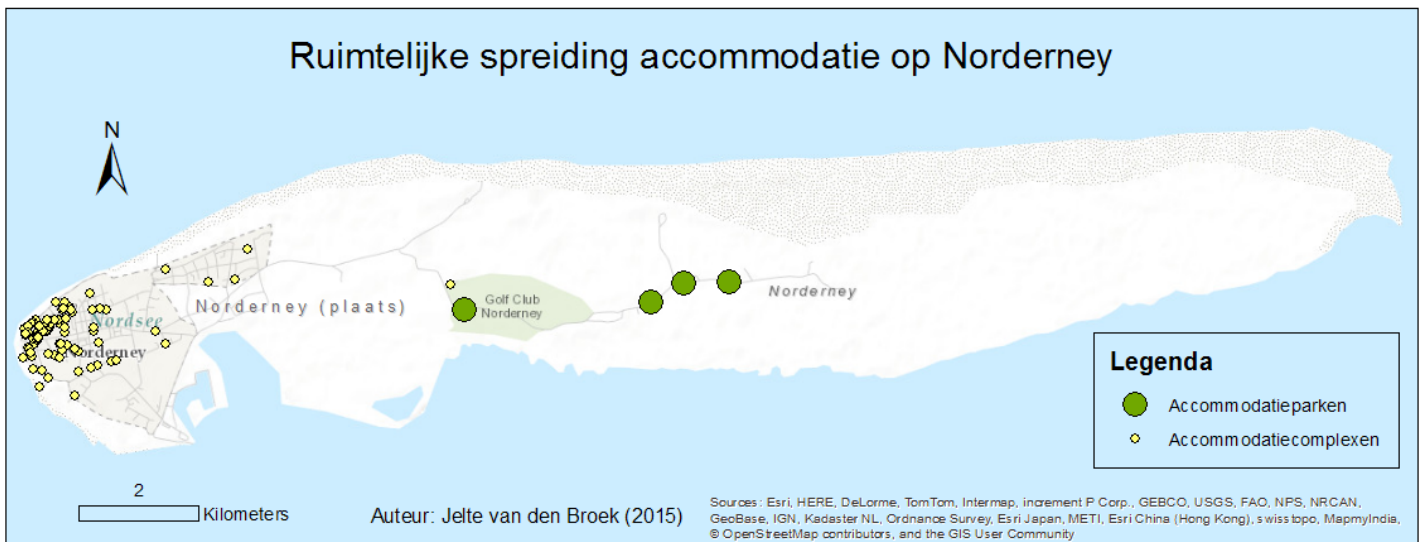 Ruimtelijke spreiding accommodatie op Norderney
N
Golf Club
Norderney
Norderney
Norderney (plaats)
Nordsee
Norderney
Legenda
Accommodatieparken
Accommodatiecomplexen
2
Kilometers
Auteur: Jelte van den Broek (2015)
Sources: Esri, HERE, DeLorme, TomTom, Intermap, increment P Corp., GEBCO, USGS, FAO, NPS, NRCAN,
GeoBase, IGN, Kadaster NL, Ordnance Survey, Esri Japan, METI, Esri China (Hong Kong), swisstopo, MapmyIndia,
© OpenStreetMap contributors, and the GIS User Community